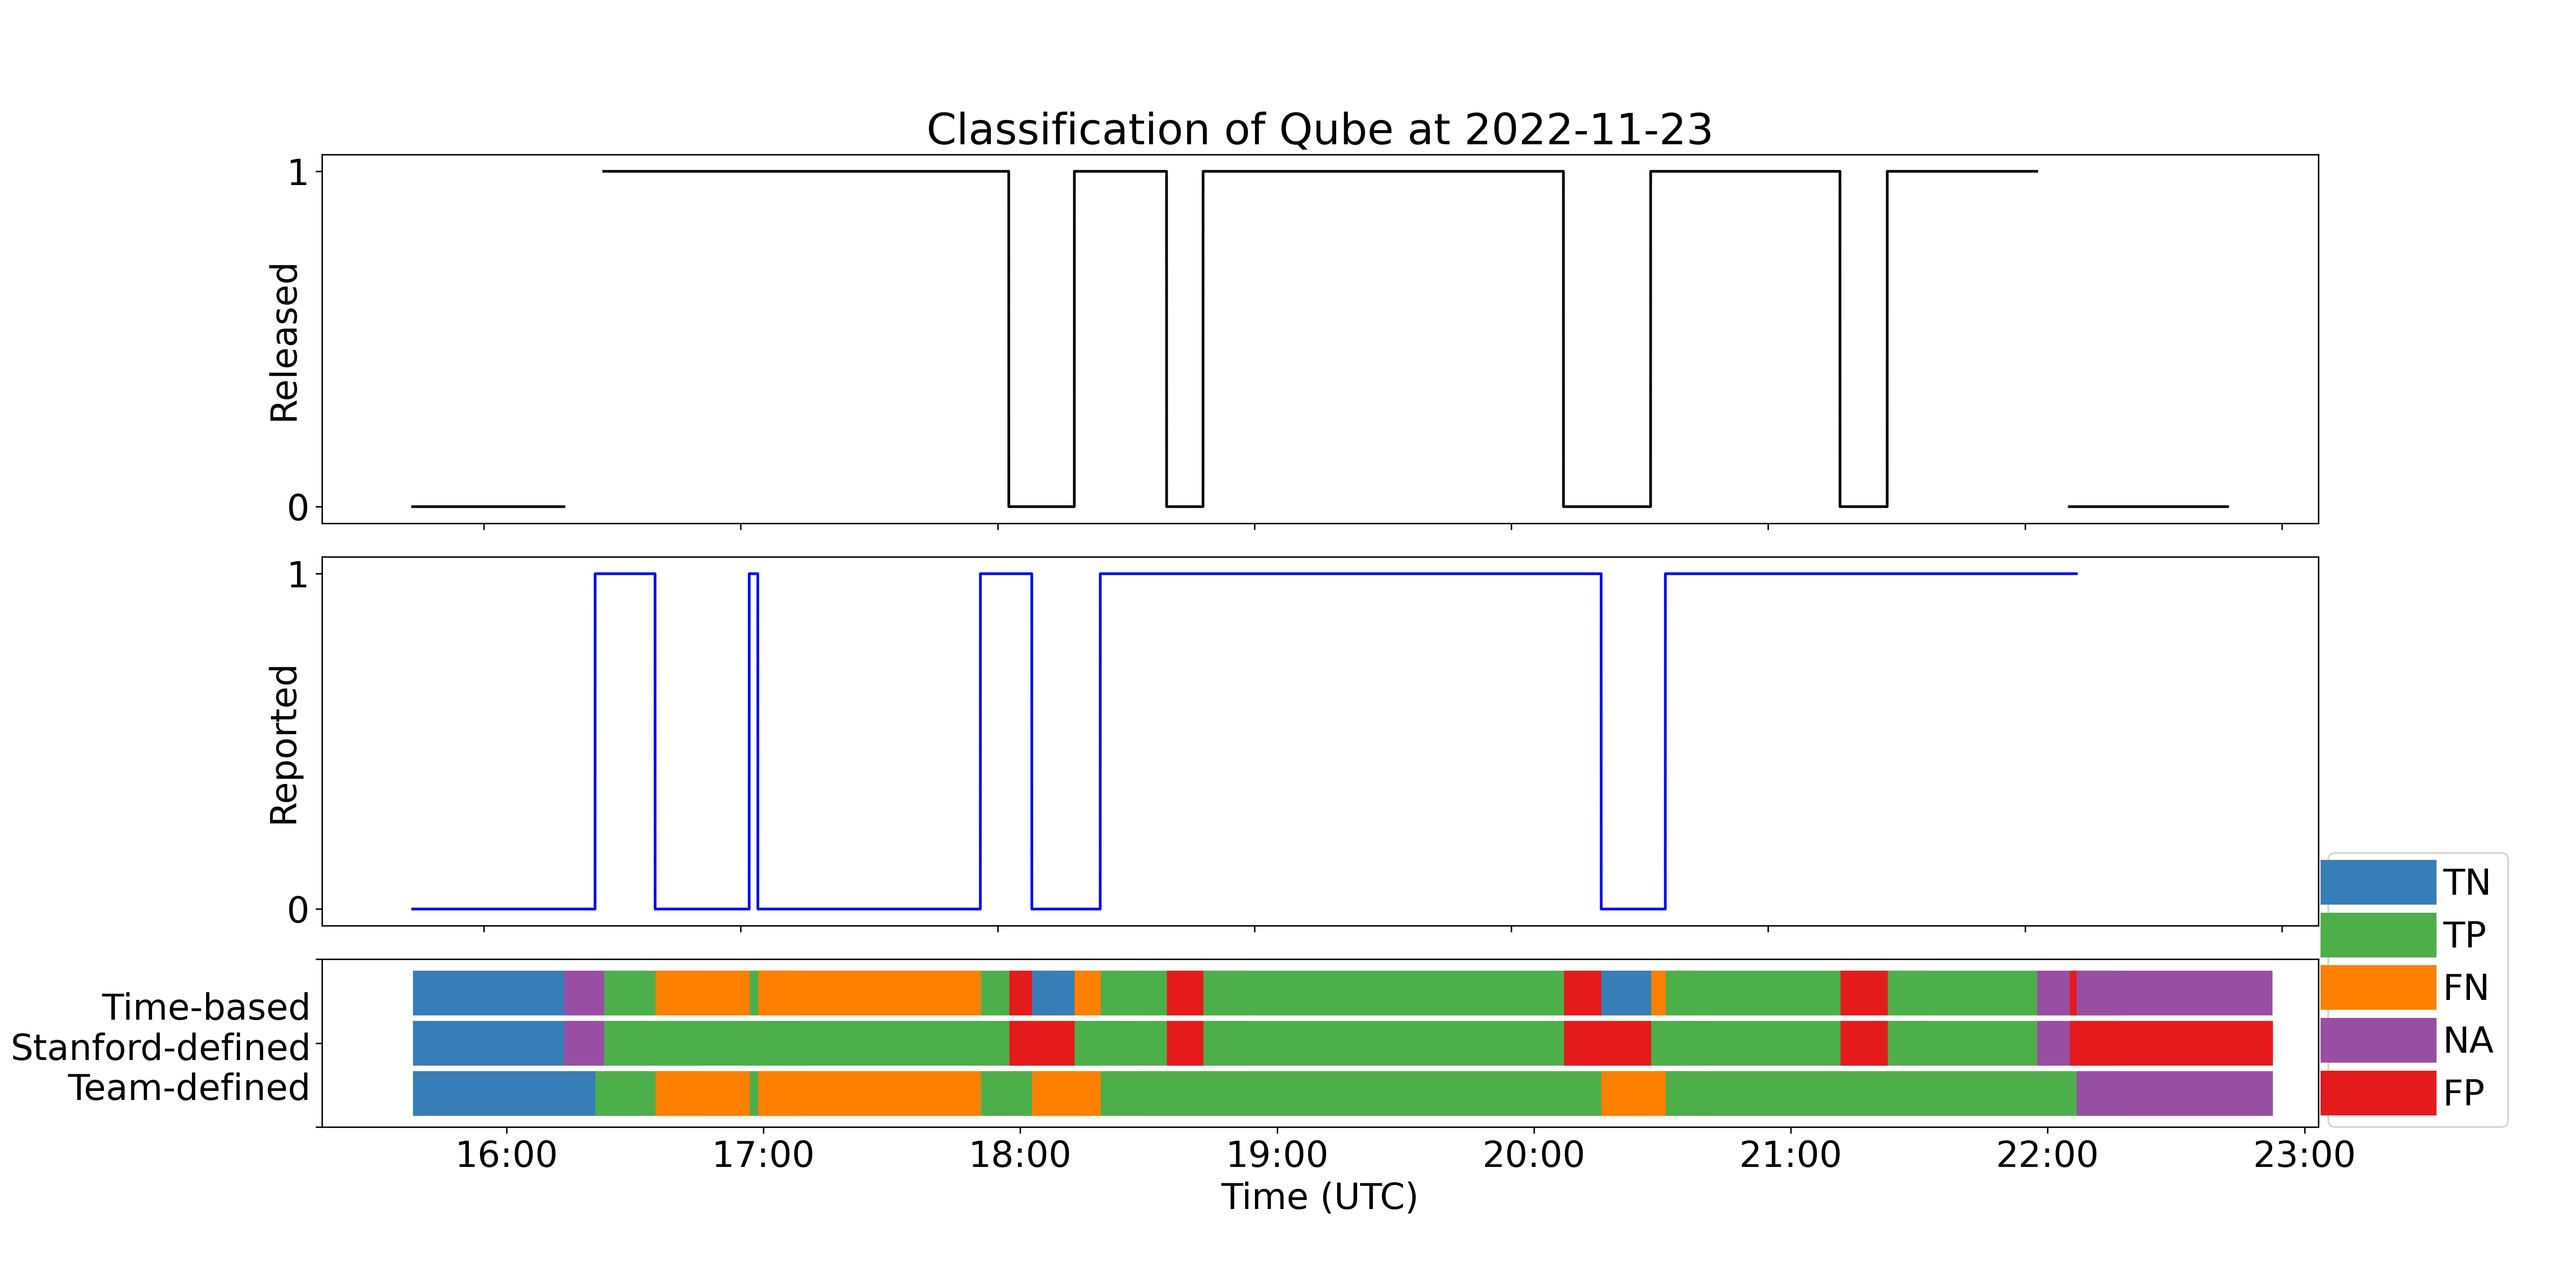 Classification of Qube at 2022-11-23
1
Released
0
1
Reported
0
TN
TP
FN
NA
FP
Time-based
Stanford-defined
Team-defined
16:00 17:00 18:00 19:00 20:00 21:00 22:00 23:00
Time (UTC)